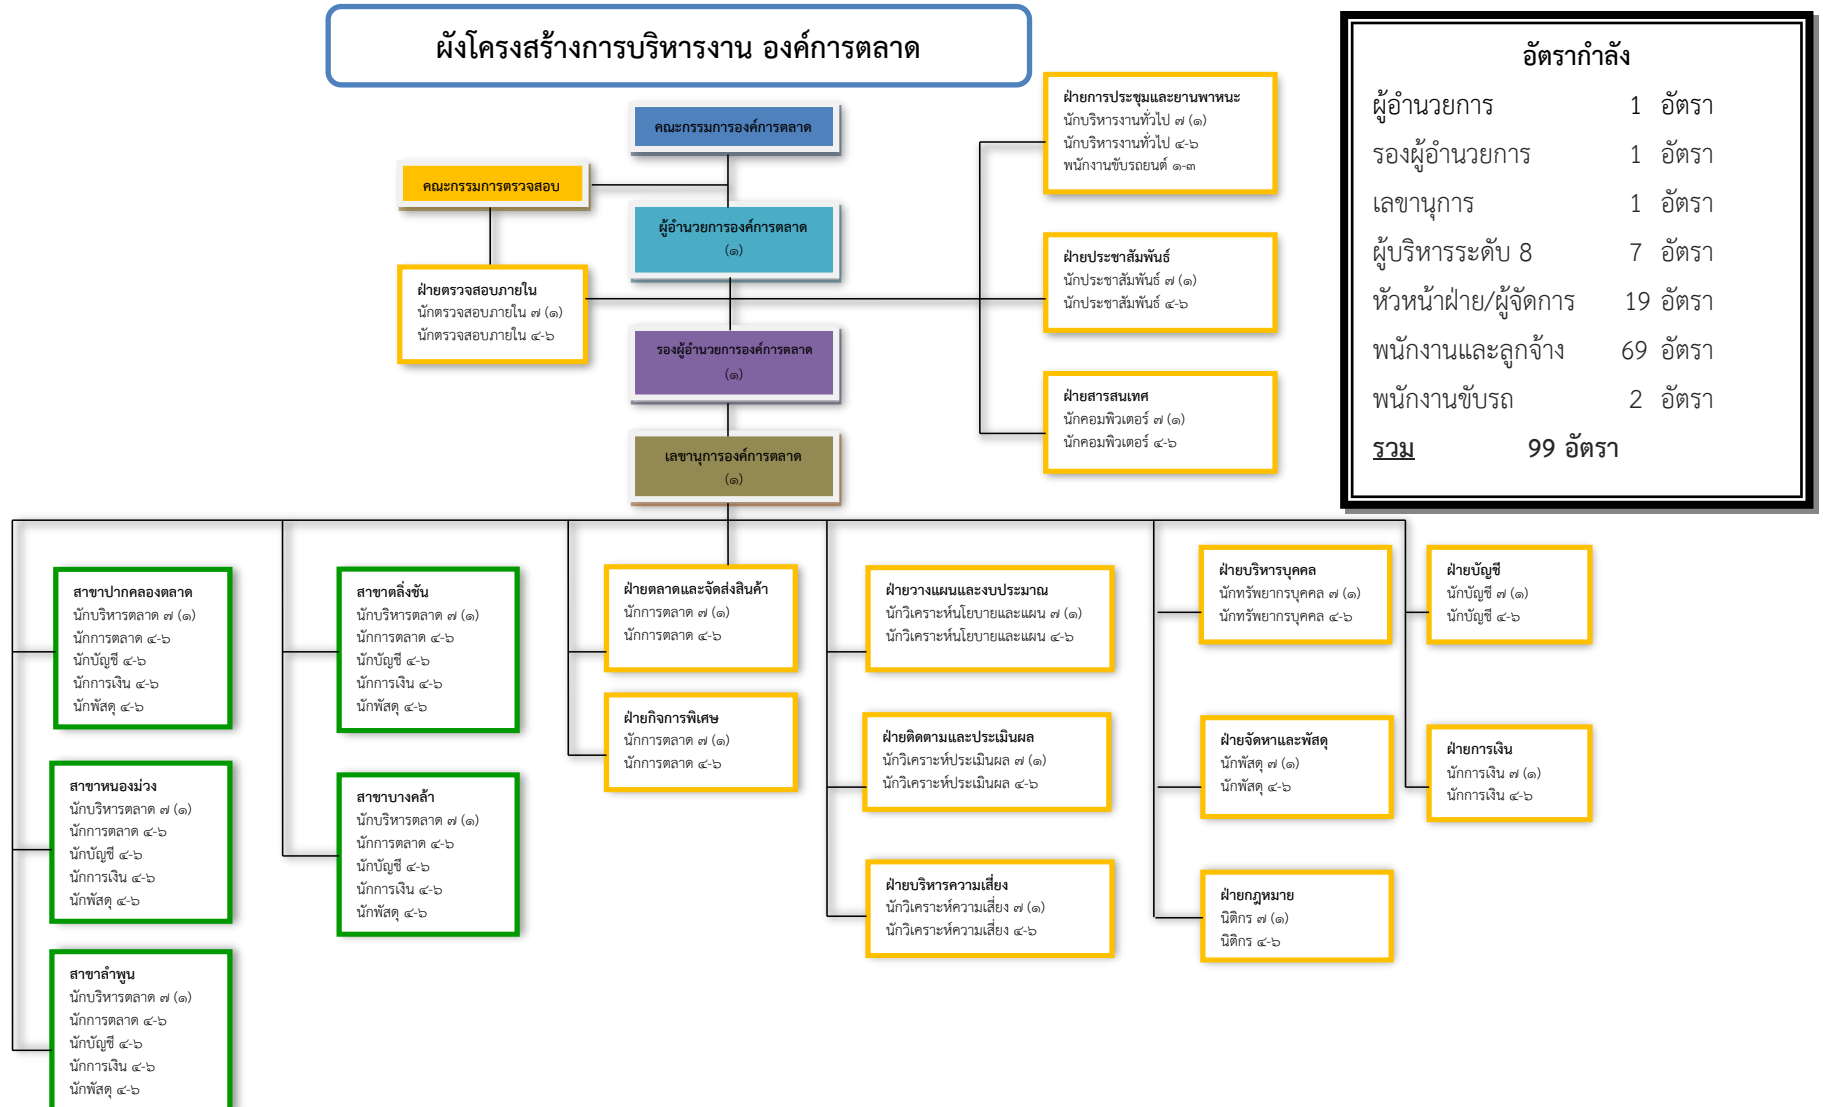 ผังโครงสร้างการบริหารงาน องค์การตลาด
อัตรากำลัง
ผู้อำนวยการ 1 อัตรา
รองผู้อำนวยการ 1 อัตรา
เลขานุการ 1 อัตรา
ผู้บริหารระดับ 8 7 อัตรา
หัวหน้าฝ่าย/ผู้จัดการ 19 อัตรา
พนักงานและลูกจ้าง 69 อัตรา
พนักงานขับรถ 2 อัตรา
รวม 99 อัตรา
คณะกรรมการองค์การตลาด
คณะกรรมการตรวจสอบ
ผู้อำนวยการองค์การตลาด
(๑)
ฝ่ายตรวจสอบภายใน
นักตรวจสอบภายใน ๗ (๑)
นักตรวจสอบภายใน ๔-๖
ฝ่ายการประชุมและยานพาหนะ
นักบริหารงานทั่วไป ๗ (๑)
นักบริหารงานทั่วไป ๔-๖
พนักงานขับรถยนต์ ๑-๓
ฝ่ายประชาสัมพันธ์
นักประชาสัมพันธ์ ๗ (๑)
นักประชาสัมพันธ์ ๔-๖
ฝ่ายสารสนเทศ
นักคอมพิวเตอร์ ๗ (๑)
นักคอมพิวเตอร์ ๔-๖
รองผู้อำนวยการองค์การตลาด
(๑)
เลขานุการองค์การตลาด
(๑)
สาขาปากคลองตลาด
นักบริหารตลาด ๗ (๑)
นักการตลาด ๔-๖
นักบัญชี ๔-๖
นักการเงิน ๔-๖
นักพัสดุ ๔-๖
สาขาหนองม่วง
นักบริหารตลาด ๗ (๑)
นักการตลาด ๔-๖
นักบัญชี ๔-๖
นักการเงิน ๔-๖
นักพัสดุ ๔-๖
สาขาลำพูน
นักบริหารตลาด ๗ (๑)
นักการตลาด ๔-๖
นักบัญชี ๔-๖
นักการเงิน ๔-๖
นักพัสดุ ๔-๖
สาขาตลิ่งชัน
นักบริหารตลาด ๗ (๑)
นักการตลาด ๔-๖
นักบัญชี ๔-๖
นักการเงิน ๔-๖
นักพัสดุ ๔-๖
สาขาบางคล้า
นักบริหารตลาด ๗ (๑)
นักการตลาด ๔-๖
นักบัญชี ๔-๖
นักการเงิน ๔-๖
นักพัสดุ ๔-๖
ฝ่ายตลาดและจัดส่งสินค้า
นักการตลาด ๗ (๑)
นักการตลาด ๔-๖
ฝ่ายกิจการพิเศษ
นักการตลาด ๗ (๑)
นักการตลาด ๔-๖
ฝ่ายวางแผนและงบประมาณ
นักวิเคราะห์นโยบายและแผน ๗ (๑)
นักวิเคราะห์นโยบายและแผน ๔-๖
ฝ่ายติดตามและประเมินผล
นักวิเคราะห์ประเมินผล ๗ (๑)
นักวิเคราะห์ประเมินผล ๔-๖
ฝ่ายบริหารความเสี่ยง
นักวิเคราะห์ความเสี่ยง ๗ (๑)
นักวิเคราะห์ความเสี่ยง ๔-๖
ฝ่ายบริหารบุคคล
นักทรัพยากรบุคคล ๗ (๑)
นักทรัพยากรบุคคล ๔-๖
ฝ่ายจัดหาและพัสดุ
นักพัสดุ ๗ (๑)
นักพัสดุ ๔-๖
ฝ่ายกฎหมาย
นิติกร ๗ (๑)
นิติกร ๔-๖
ฝ่ายบัญชี
นักบัญชี ๗ (๑)
นักบัญชี ๔-๖
ฝ่ายการเงิน
นักการเงิน ๗ (๑)
นักการเงิน ๔-๖